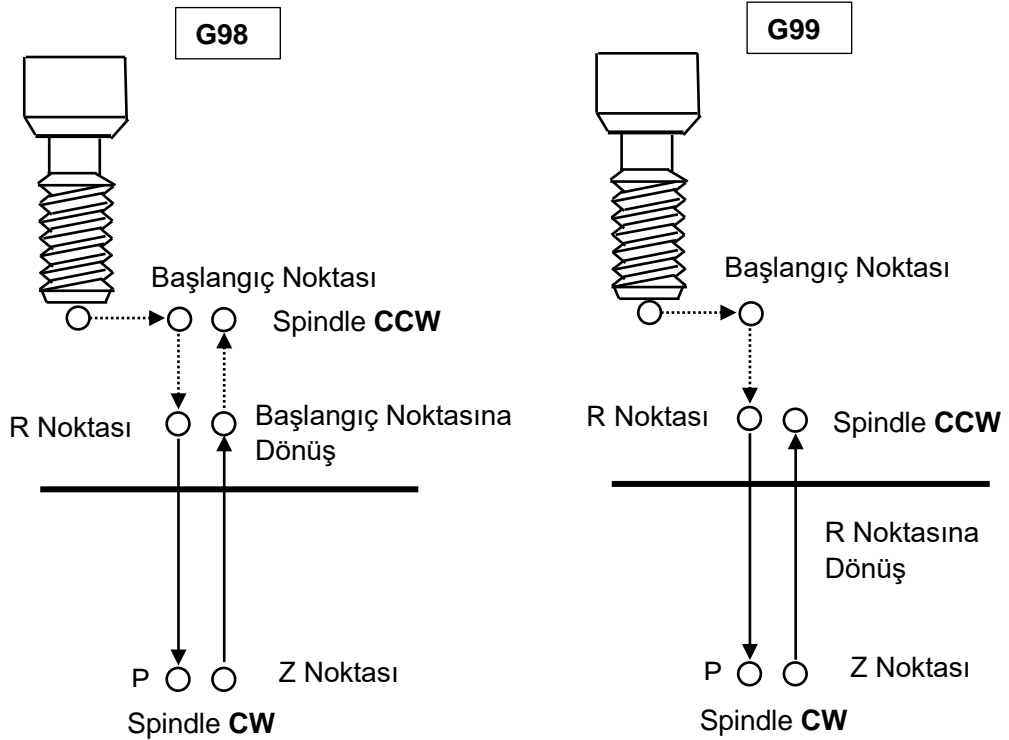 G98
Başlangıç Noktası
Spindle CCW
R Noktası
Başlangıç Noktasına
Dönüş
P
Z Noktası
Spindle CW
G99
Başlangıç Noktası
R Noktası
Spindle CCW
R Noktasına
Dönüş
P
Z Noktası
Spindle CW